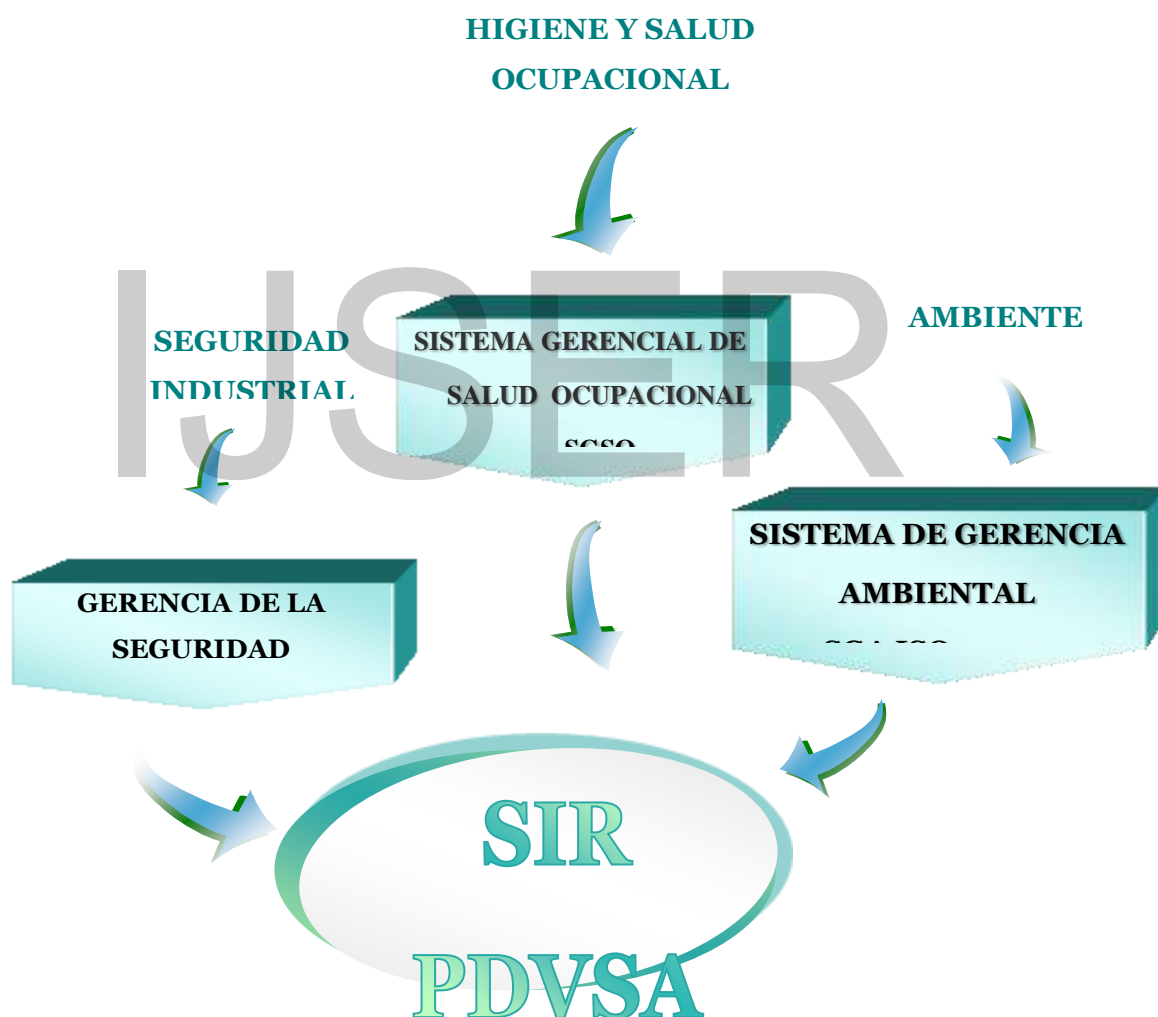 HIGIENE Y SALUD
OCUPACIONAL
IJSER
SEGURIDAD
INDUSTRIAL
SISTEMA GERENCIAL DE
SALUD OCUPACIONAL
SGSO
AMBIENTE
GERENCIA DE LA
SEGURIDAD
SISTEMA DE GERENCIA
AMBIENTAL
SIR
PDVSA